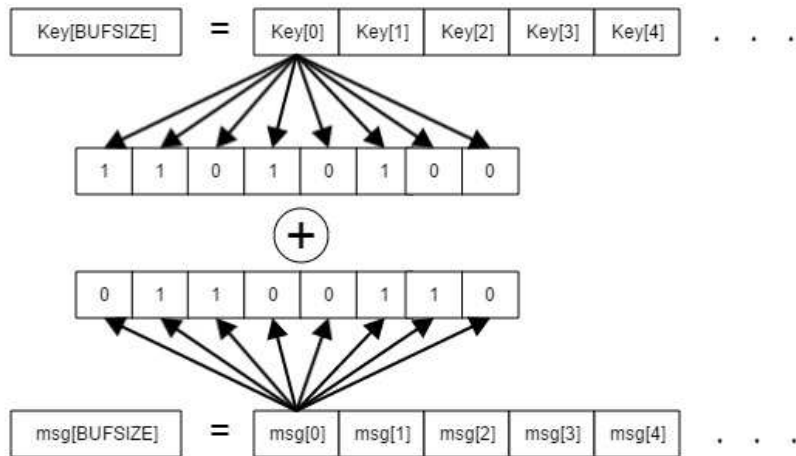 Key[BUFSIZE] = Key[0] Key[1] Key[2] Key[3] Key[4] . . .
1 1 0 1 0 1 0 0
+
0 1 1 0 0 1 1 0
msg[BUFSIZE] = msg[0] msg[1] msg[2] msg[3] msg[4] . . .